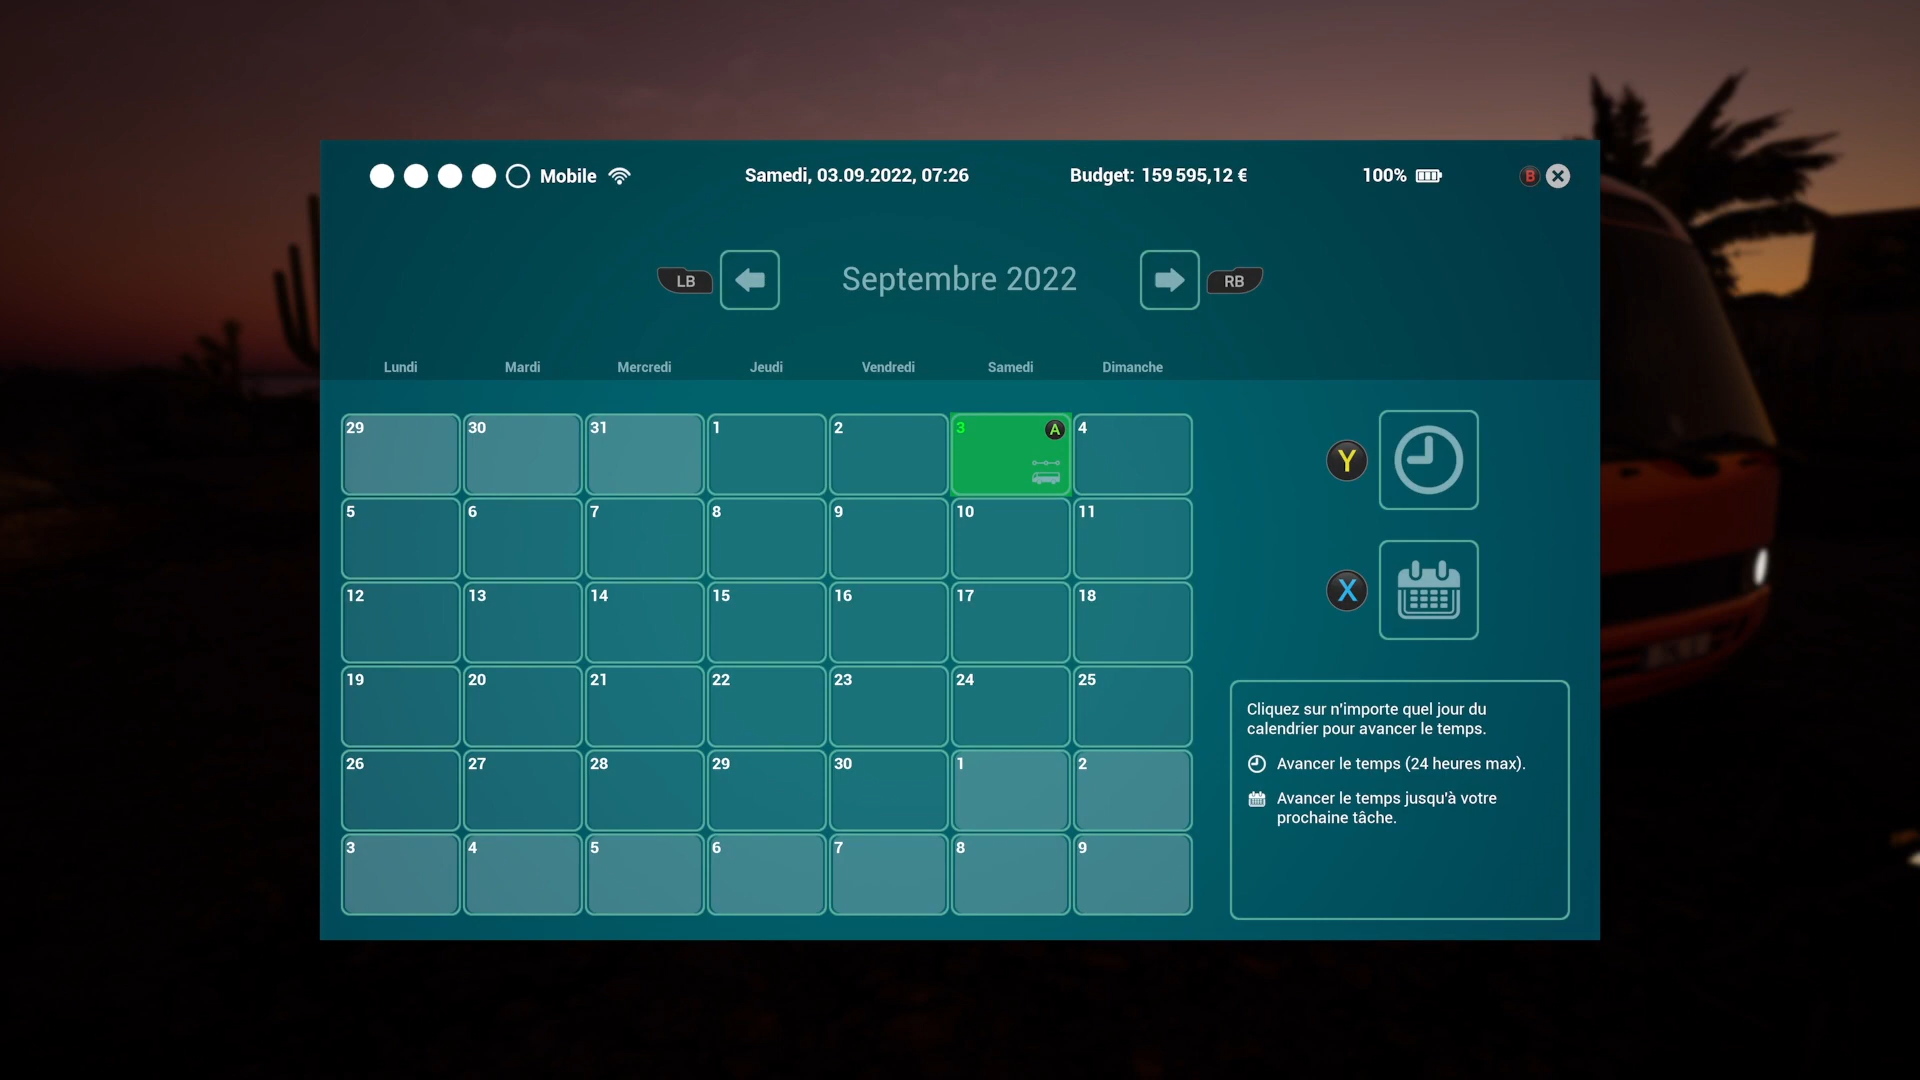 Mobile Samedi, 03.09.2022, 07:26 Budget: 159 595,12 € 100% B
LB Septembre 2022 RB
Lundi Mardi Mercredi Jeudi Vendredi Samedi Dimanche
29 30 31 1 2 3 A 4
5 6 7 8 9 10 11
12 13 14 15 16 17 18
19 20 21 22 23 24 25
26 27 28 29 30 1 2
3 4 5 6 7 8 9
Y
X
Cliquez sur n'importe quel jour du
calendrier pour avancer le temps.
Avancer le temps (24 heures max).
Avancer le temps jusqu'à votre
prochaine tâche.